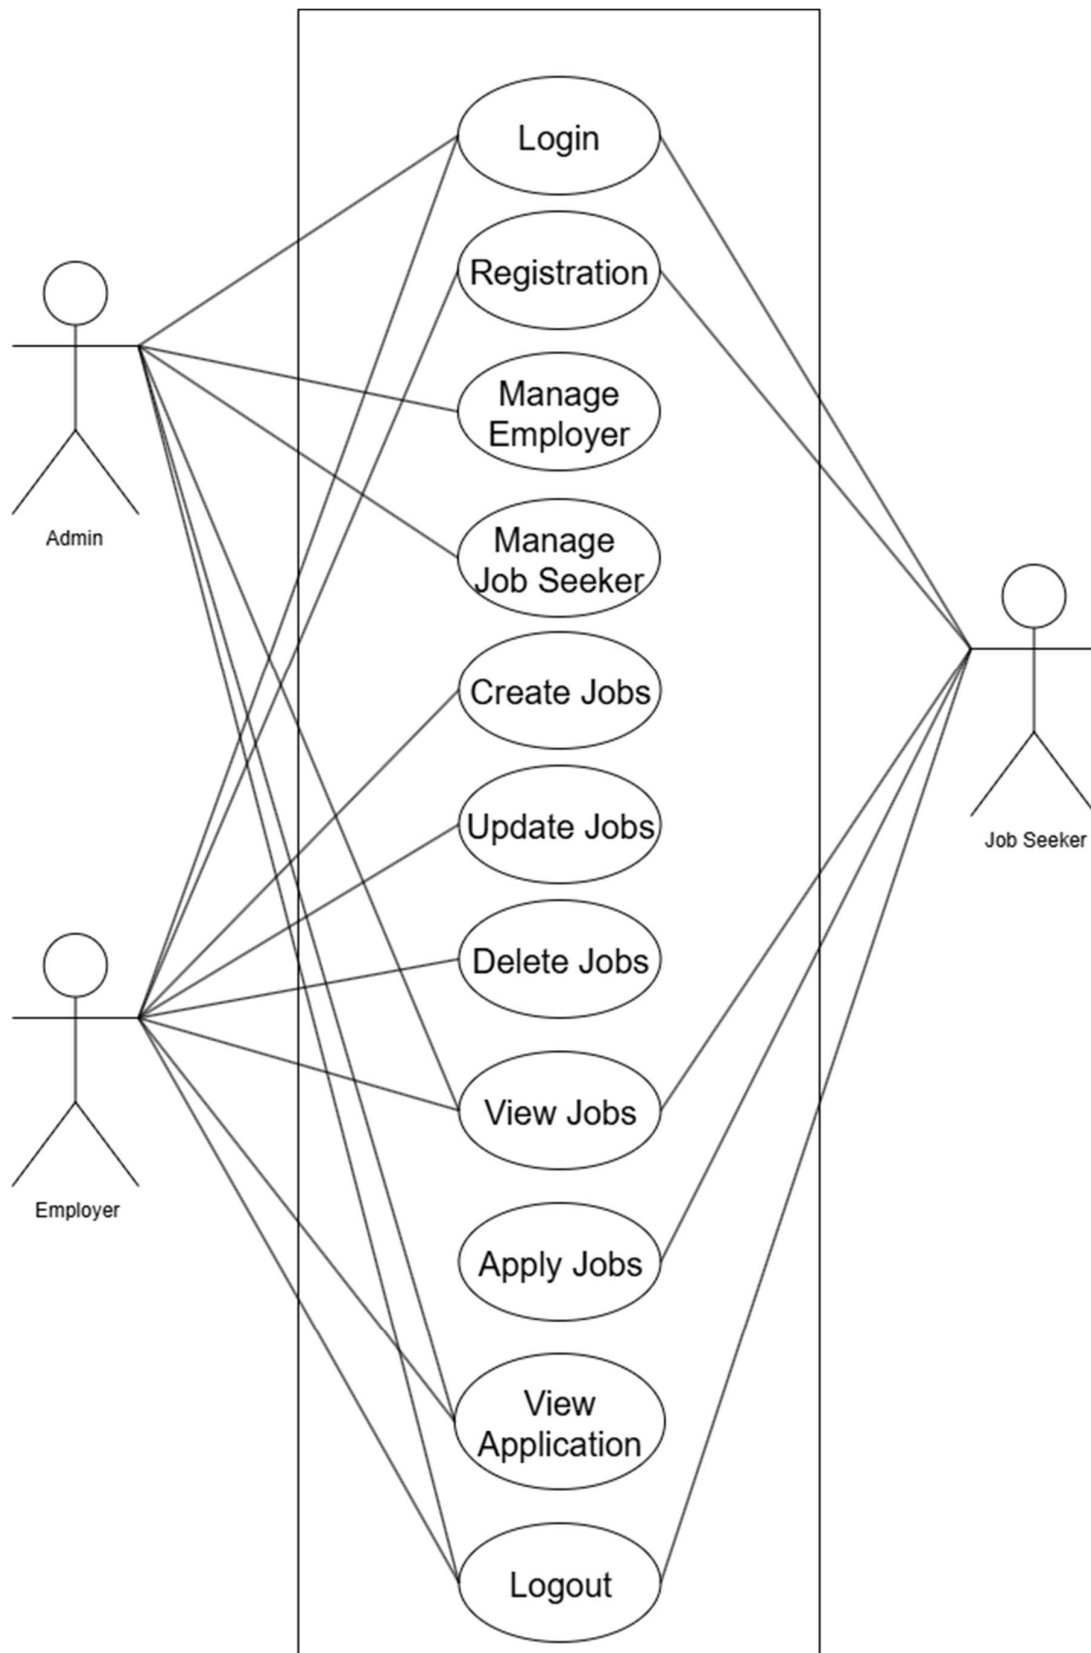 Login
Registration
Manage
Employer
Manage
Job Seeker
Admin
Create Jobs
Update Jobs
Job Seeker
Delete Jobs
View Jobs
Employer
Apply Jobs
View
Application
Logout